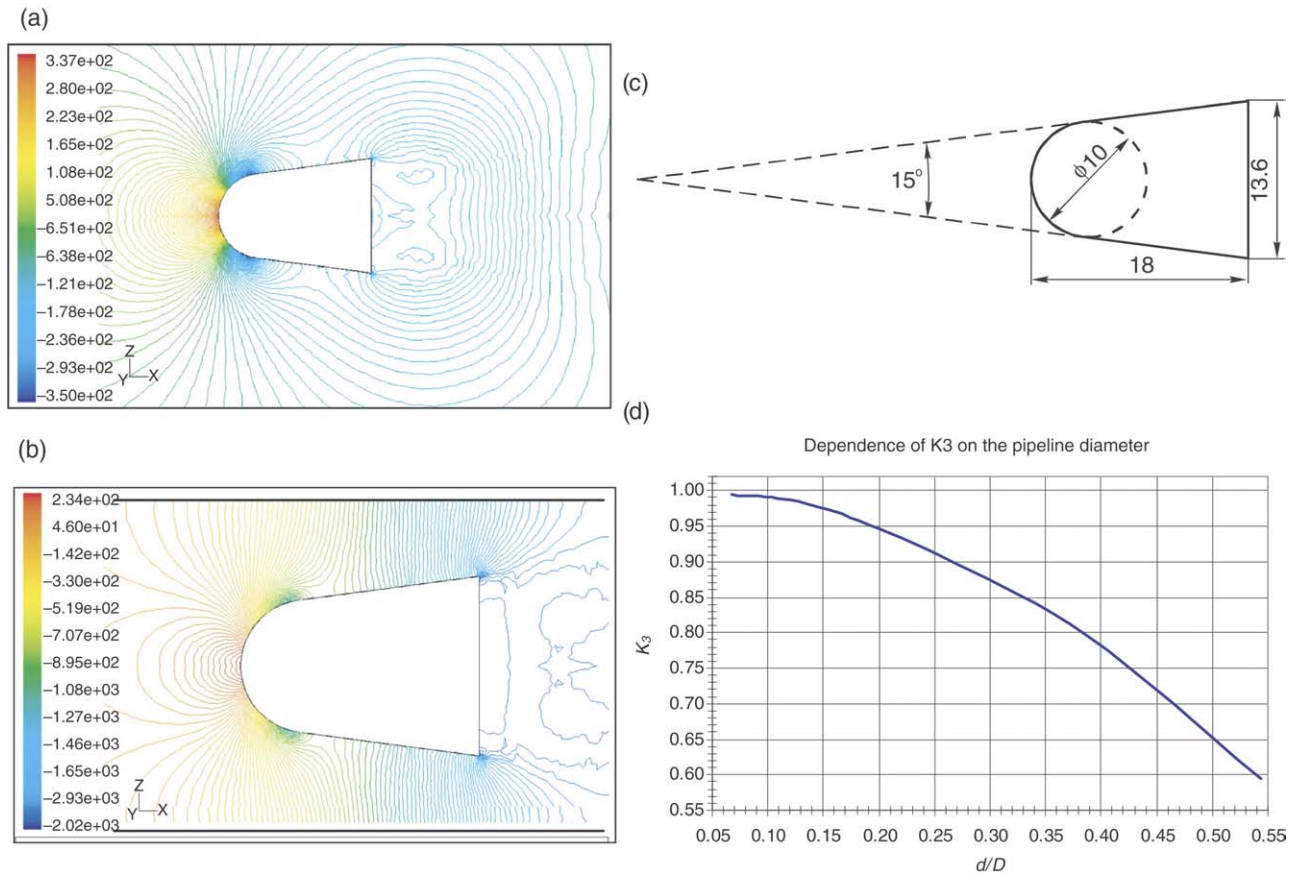 (a)
3.37e+02
2.80e+02
2.23e+02
1.65e+02
1.08e+02
5.08e+02
−6.51e+02
−6.38e+02
−1.21e+02
−1.78e+02
−2.36e+02
−2.93e+02
−3.50e+02
Z
Y X
(b)
2.34e+02
4.60e+01
−1.42e+02
−3.30e+02
−5.19e+02
−7.07e+02
−8.95e+02
−1.08e+03
−1.27e+03
−1.46e+03
−1.65e+03
−2.93e+03
−2.02e+03
Z
Y X
(c)
15°
ϕ10
13.6
18
(d)
Dependence of K3 on the pipeline diameter
K₃
1.00
0.95
0.90
0.85
0.80
0.75
0.70
0.65
0.60
0.55
0.05 0.10 0.15 0.20 0.25 0.30 0.35 0.40 0.45 0.50 0.55
d/D